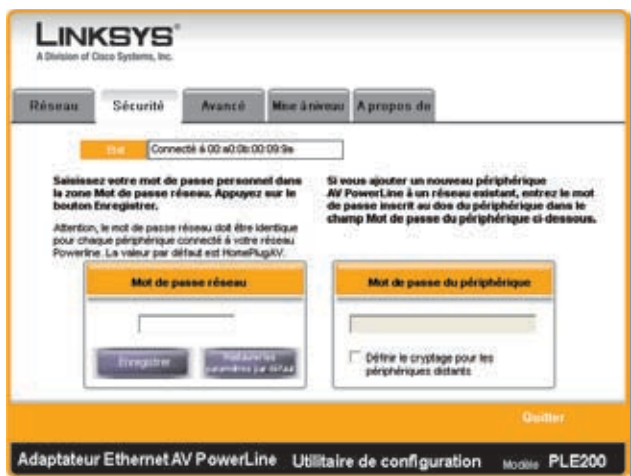 LINKSYS®
A Division of Cisco Systems, Inc.
Réseau Sécurité Avancé Mise à niveau A propos de
Etat Connecté à 00:a0:0b:00:09:9a
Saisissez votre mot de passe personnel dans
la zone Mot de passe réseau. Appuyez sur le
bouton Enregistrer.
Attention, le mot de passe réseau doit être identique
pour chaque périphérique connecté à votre réseau
Powerline. La valeur par défaut est HomePlugAV.
Mot de passe réseau
Enregistrer
Restaurer les
paramètres par défaut
Si vous ajouter un nouveau périphérique
AV PowerLine à un réseau existant, entrez le mot
de passe inscrit au dos du périphérique dans le
champ Mot de passe du périphérique ci-dessous.
Mot de passe du périphérique
Définir le cryptage pour les
périphériques distants
Quitter
Adaptateur Ethernet AV PowerLine Utilitaire de configuration Modèle PLE200